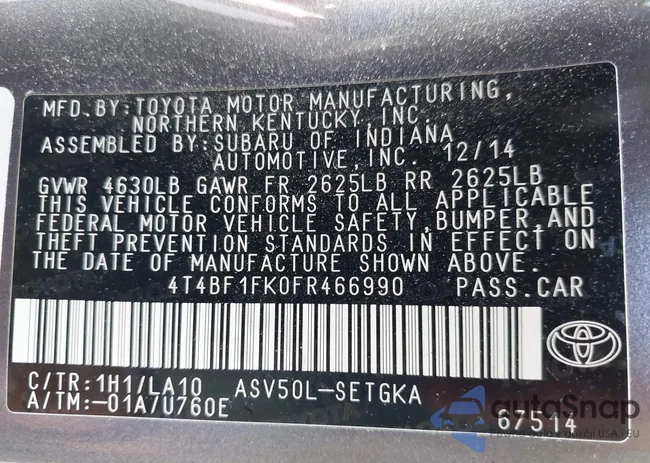 MFD.BY:TOYOTA MOTOR MANUFACTURING,
NORTHERN KENTUCKY,INC.
ASSEMBLED BY:SUBARU OF INDIANA
AUTOMOTIVE,INC. 12/14
GVWR 4630LB GAWR FR 2625LB RR 2625LB
THIS VEHICLE CONFORMS TO ALL APPLICABLE
FEDERAL MOTOR VEHICLE SAFETY,BUMPER,AND
THEFT PREVENTION STANDARDS IN EFFECT ON
THE DATE OF MANUFACTURE SHOWN ABOVE.
4T4BF1FK0FR466990 PASS.CAR
C/TR:1H1/LA10 ASV50L-SETGKA
A/TM:-01A/U760E 67514
autoSnap